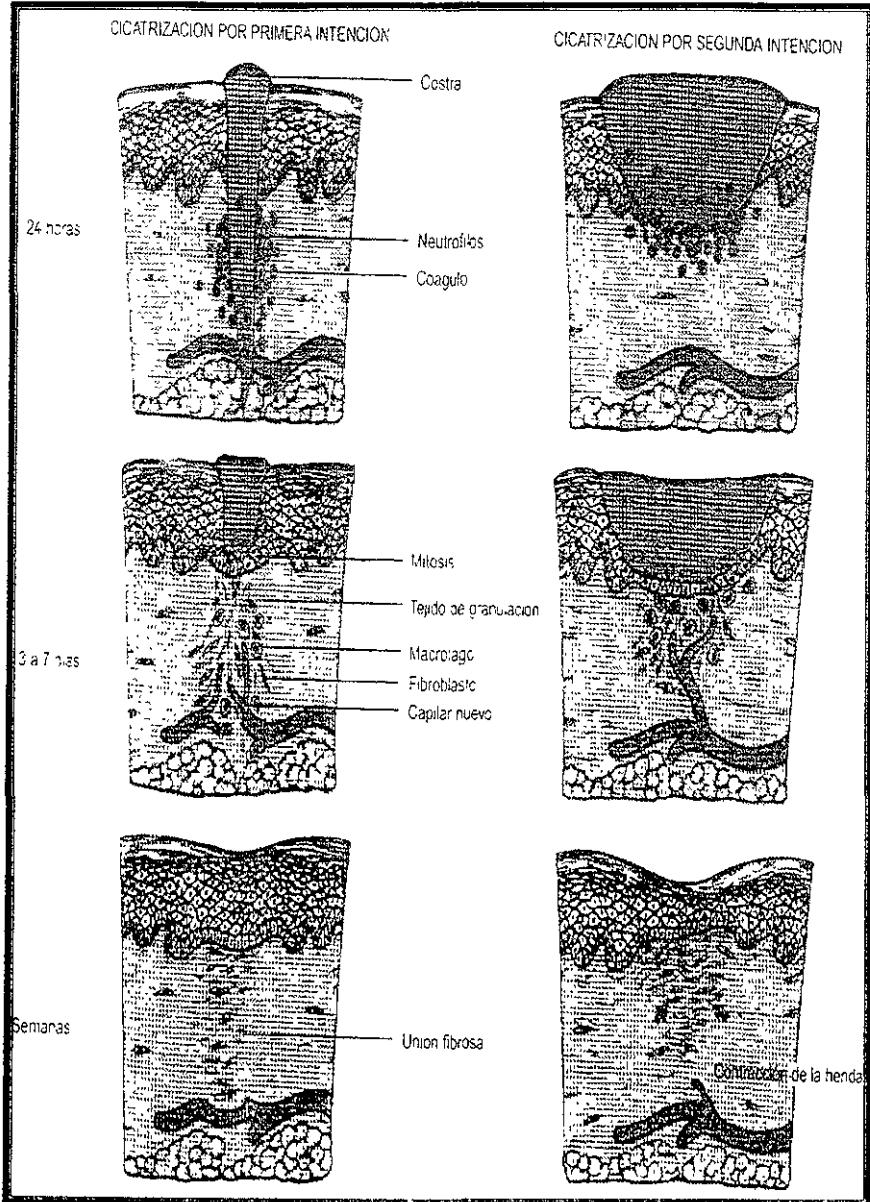 CICATRIZACION POR PRIMERA INTENCION
CICATRIZACION POR SEGUNDA INTENCION
Costra
24 horas
Neutrofilos
Coagulo
Mitosis
Tejido de granulacion
3 a 7 dias
Macrofago
Fibroblasto
Capilar nuevo
Semanas
Union fibrosa
Contraccion de la herida